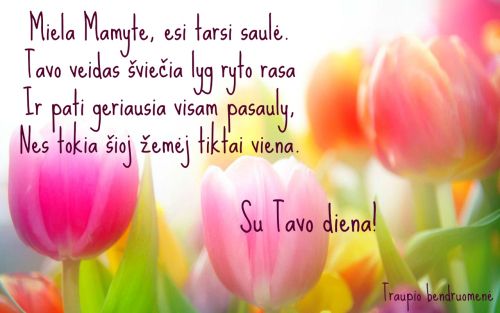 Miela Mamyte, esi tarsi saulė.
Tavo veidas šviečia lyg ryto rasa
Ir pati geriausia visam pasauly,
Nes tokia šioj žemėj tiktai viena.
Su Tavo diena!
Traupio bendruomenė